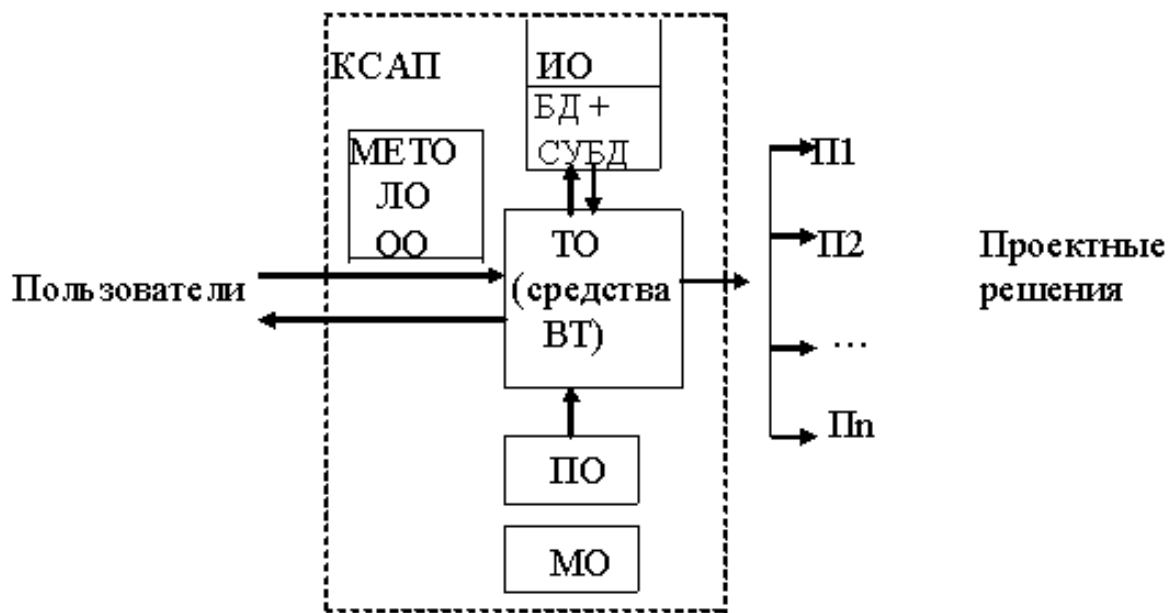 КСАП
ИО
БД +
СУБД
МЕТО
ЛО
ОО
Пользователи
ТО
(средства
ВТ)
ПО
МО
П1
П2
...
Пn
Проектные
решения